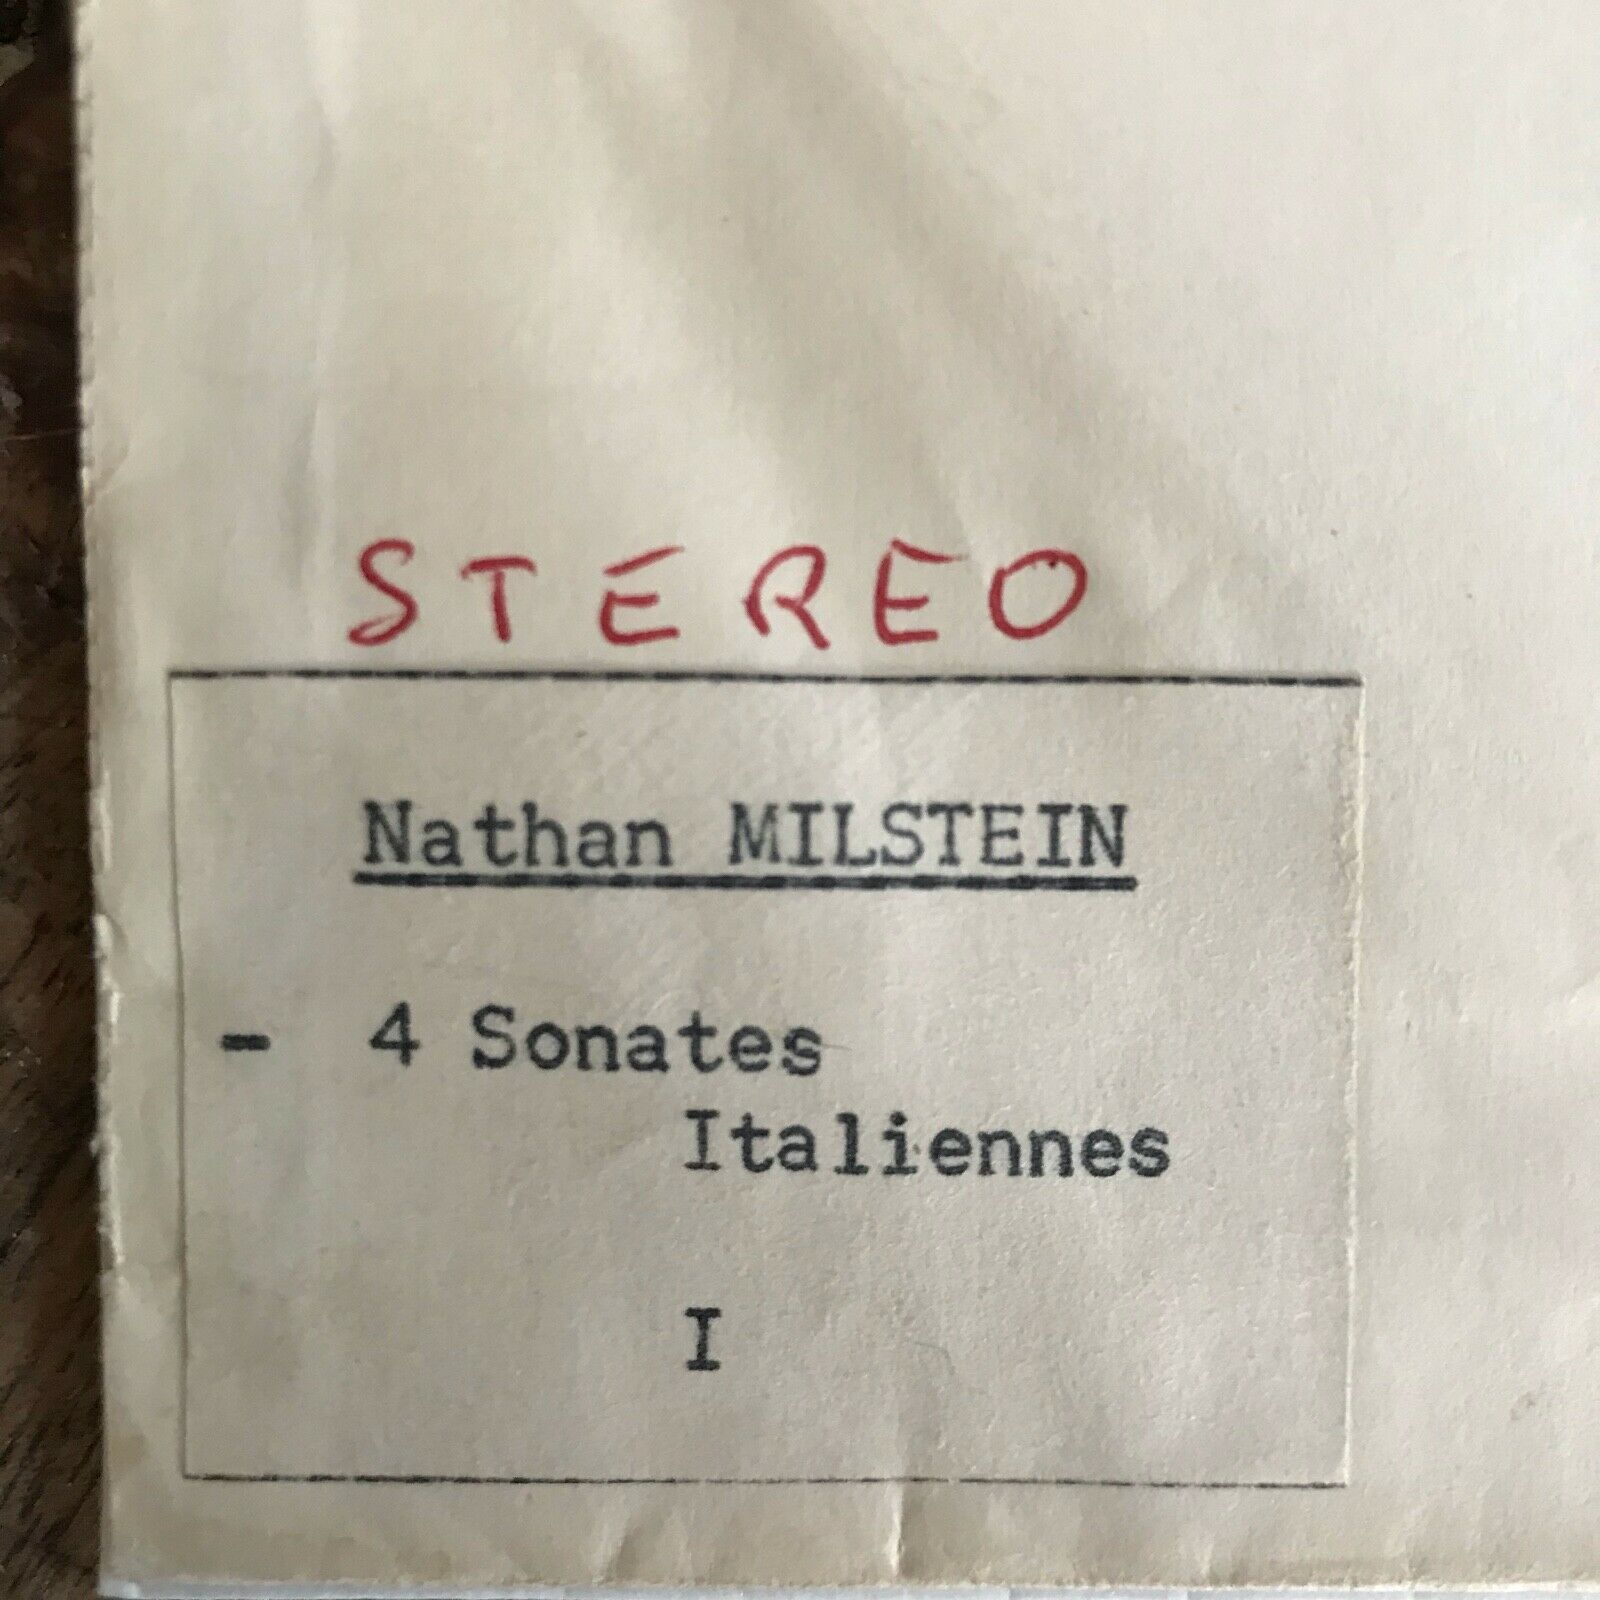 STEREO
Nathan MILSTEIN
- 4 Sonates
Italiennes
I